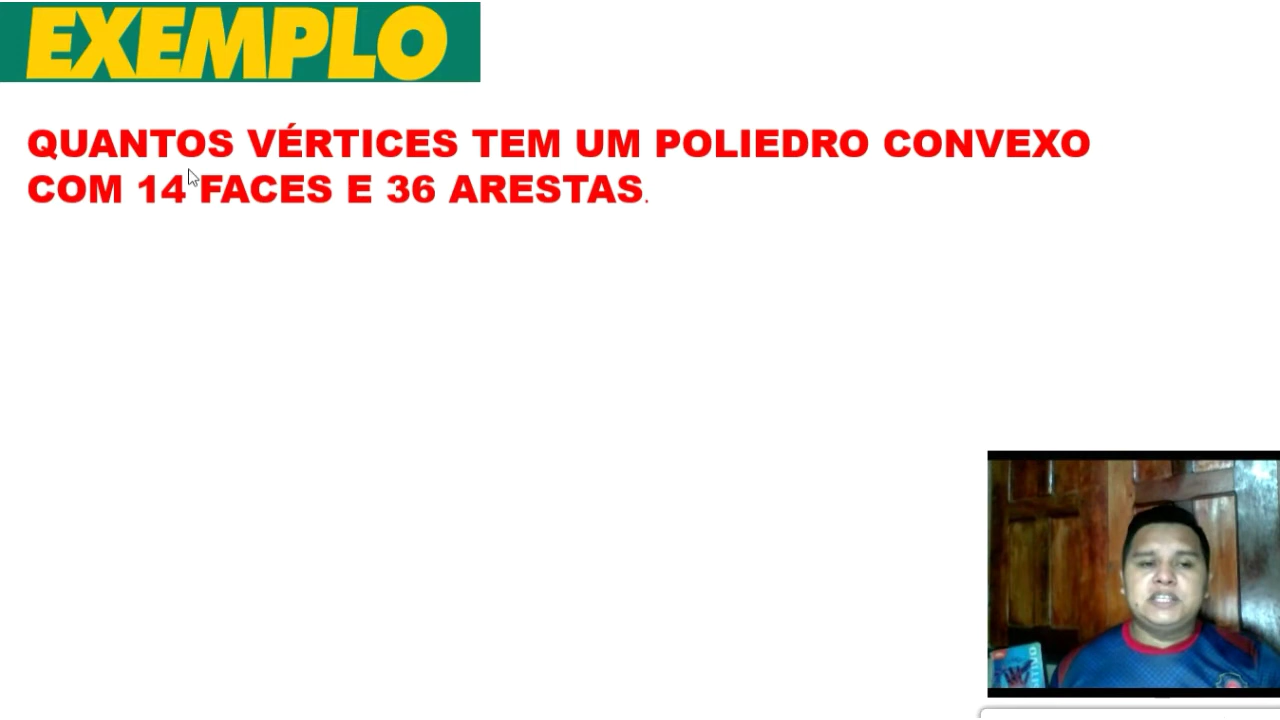 EXEMPLO
QUANTOS VÉRTICES TEM UM POLIEDRO CONVEXO
COM 14 FACES E 36 ARESTAS.